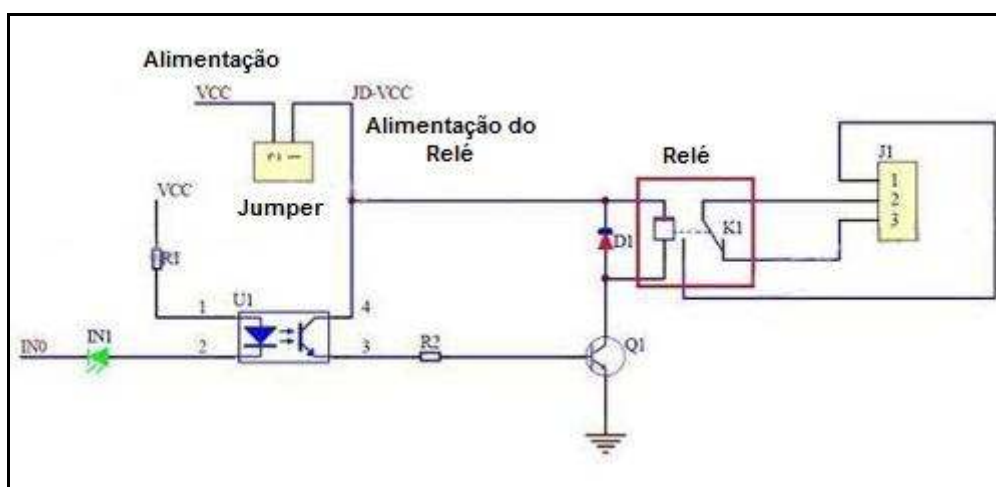 Alimentação
VCC
JD-VCC
Alimentação do
Relé
Relé
J1
Jumper
VCC
1
2
3
K1
D1
R1
U1
1
4
IN0
IN1
2
3
R2
Q1